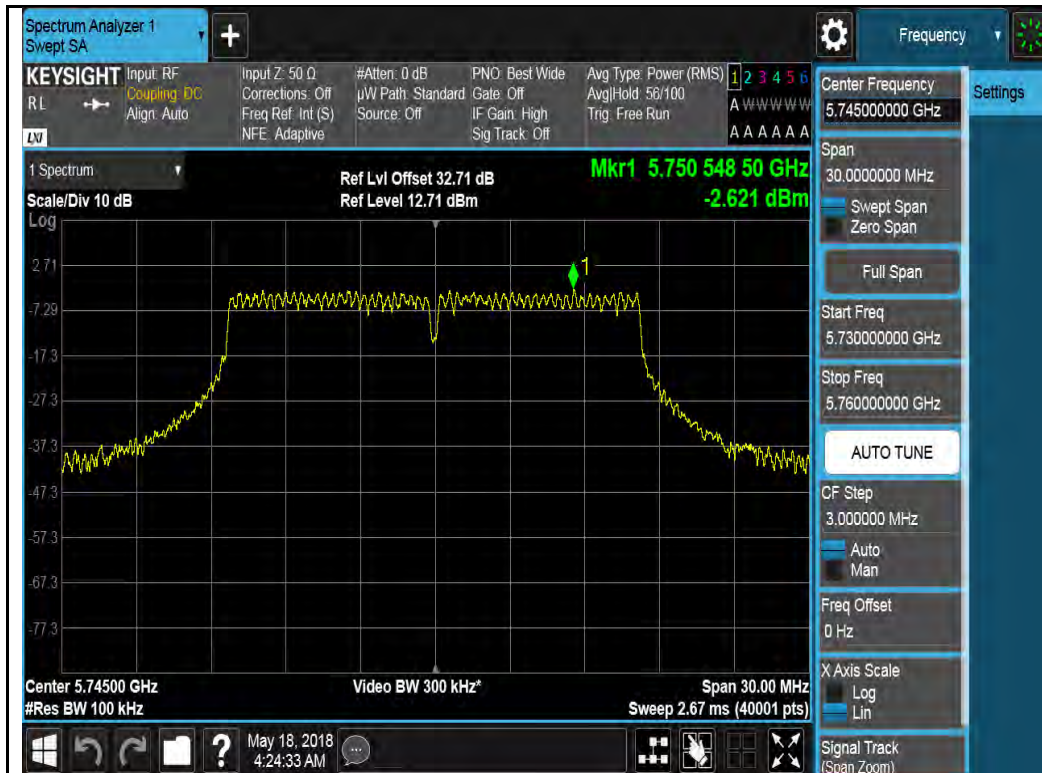 Spectrum Analyzer 1
Swept SA
+
Frequency
KEYSIGHT
RL
LXI
Input: RF
Coupling: DC
Align: Auto
Input Z: 50 Ω
Corrections: Off
Freq Ref: Int (S)
NFE: Adaptive
#Atten: 0 dB
µW Path: Standard
Source: Off
PNO: Best Wide
Gate: Off
IF Gain: High
Sig Track: Off
Avg Type: Power (RMS)
Avg|Hold: 56/100
Trig: Free Run
1 2 3 4 5 6
A W W W W W
A A A A A A
1 Spectrum
Scale/Div 10 dB
Ref Lvl Offset 32.71 dB
Ref Level 12.71 dBm
Mkr1 5.750 548 50 GHz
-2.621 dBm
Log
2.71
-7.29
-17.3
-27.3
-37.3
-47.3
-57.3
-67.3
-77.3
1
Center 5.74500 GHz
#Res BW 100 kHz
Video BW 300 kHz*
Span 30.00 MHz
Sweep 2.67 ms (40001 pts)
?
May 18, 2018
4:24:33 AM
Center Frequency
5.745000000 GHz
Span
30.0000000 MHz
Swept Span
Zero Span
Full Span
Start Freq
5.730000000 GHz
Stop Freq
5.760000000 GHz
AUTO TUNE
CF Step
3.000000 MHz
Auto
Man
Freq Offset
0 Hz
X Axis Scale
Log
Lin
Signal Track
(Span Zoom)
Settings